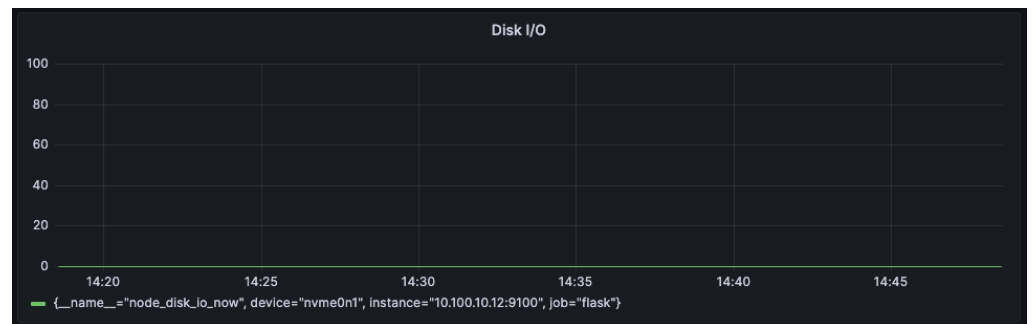 Disk I/O
100
80
60
40
20
0
14:20 14:25 14:30 14:35 14:40 14:45
{__name__="node_disk_io_now", device="nvme0n1", instance="10.100.10.12:9100", job="flask"}